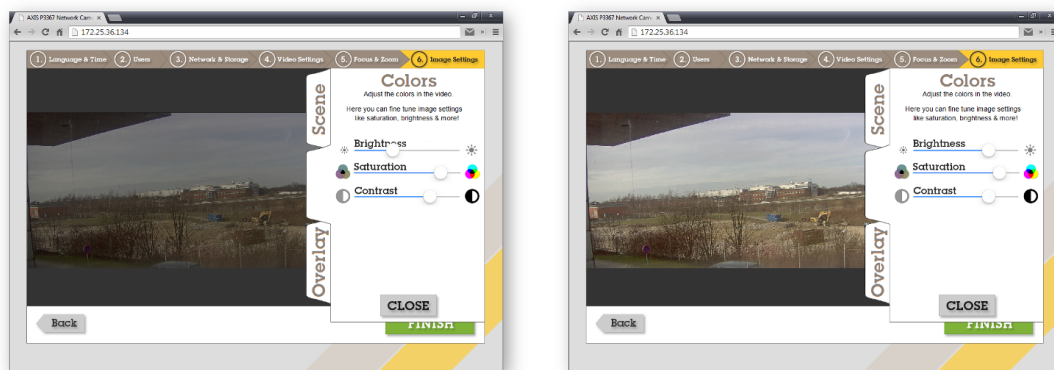 AXIS P3367 Network Cam
172.25.36.134
1. Language & Time 2. Users 3. Network & Storage 4. Video Settings 5. Focus & Zoom 6. Image Settings
Scene
Overlay
Colors
Adjust the colors in the video.
Here you can fine tune image settings
like saturation, brightness & more!
Brightness
Saturation
Contrast
CLOSE
Back
FINISH
AXIS P3367 Network Cam
172.25.36.134
1. Language & Time 2. Users 3. Network & Storage 4. Video Settings 5. Focus & Zoom 6. Image Settings
Scene
Overlay
Colors
Adjust the colors in the video.
Here you can fine tune image settings
like saturation, brightness & more!
Brightness
Saturation
Contrast
CLOSE
Back
FINISH